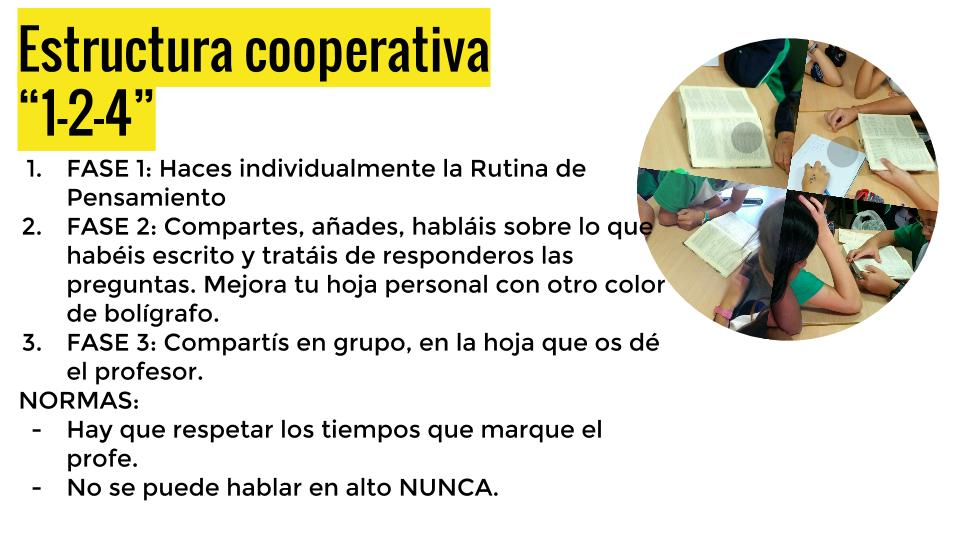 Estructura cooperativa
“1-2-4”
1. FASE 1: Haces individualmente la Rutina de
Pensamiento
2. FASE 2: Compartes, añades, habláis sobre lo que
habéis escrito y tratáis de responderos las
preguntas. Mejora tu hoja personal con otro color
de bolígrafo.
3. FASE 3: Compartís en grupo, en la hoja que os dé
el profesor.
NORMAS:
- Hay que respetar los tiempos que marque el
profe.
- No se puede hablar en alto NUNCA.